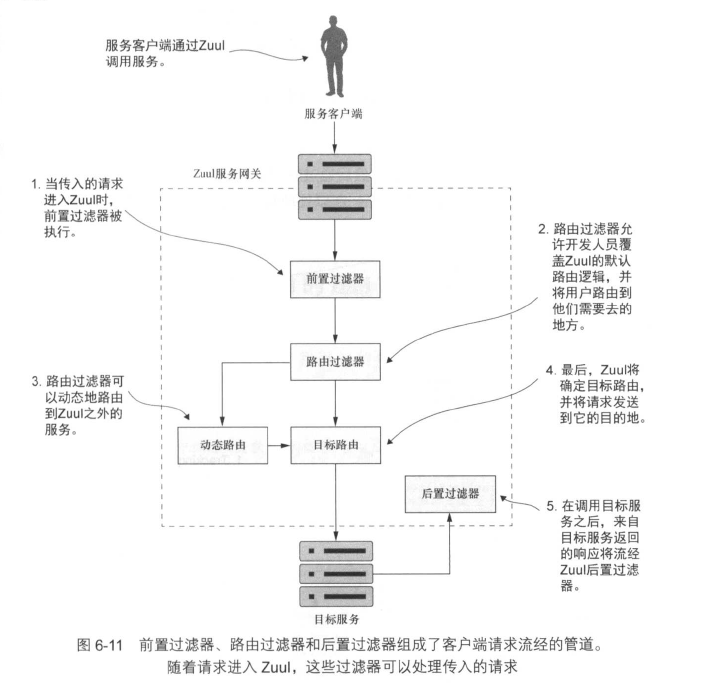 服务客户端通过Zuul
调用服务。
服务客户端
Zuul服务网关
1. 当传入的请求
进入Zuul时，
前置过滤器被
执行。
前置过滤器
2. 路由过滤器允
许开发人员覆
盖Zuul的默认
路由逻辑，并
将用户路由到
他们需要去的
地方。
路由过滤器
3. 路由过滤器可
以动态地路由
到Zuul之外的
服务。
4. 最后，Zuul将
确定目标路由，
并将请求发送
到它的目的地。
动态路由
目标路由
后置过滤器
5. 在调用目标服
务之后，来自
目标服务返回
的响应将流经
Zuul后置过滤
器。
目标服务
图 6-11 前置过滤器、路由过滤器和后置过滤器组成了客户端请求流经的管道。
随着请求进入 Zuul，这些过滤器可以处理传入的请求